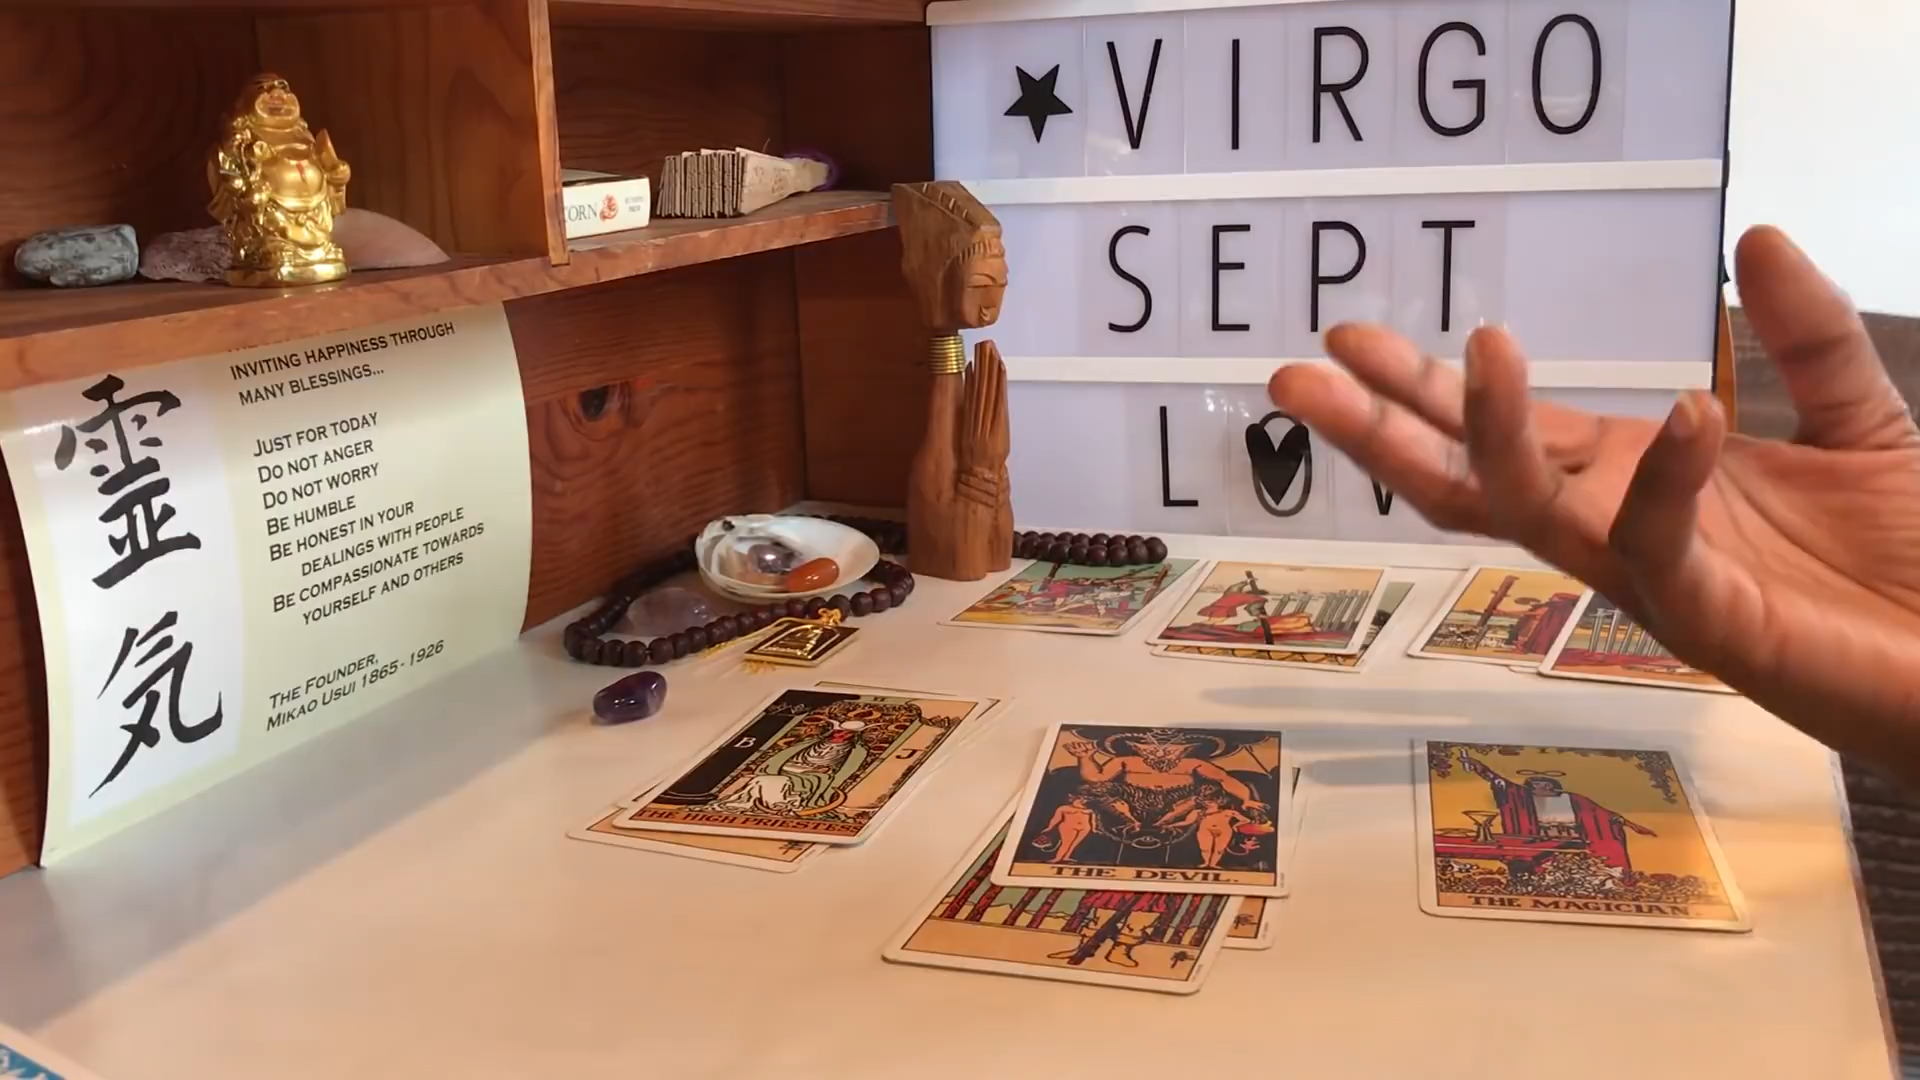 VIRGO
SEPT
L V
CORN
INVITING HAPPINESS THROUGH
MANY BLESSINGS...
JUST FOR TODAY
DO NOT ANGER
DO NOT WORRY
BE HUMBLE
BE HONEST IN YOUR
DEALINGS WITH PEOPLE
BE COMPASSIONATE TOWARDS
YOURSELF AND OTHERS
THE FOUNDER,
MIKAO USUI 1865-1926
霊
気
B
J
THE HIGH PRIESTESS
THE DEVIL.
I
THE MAGICIAN.